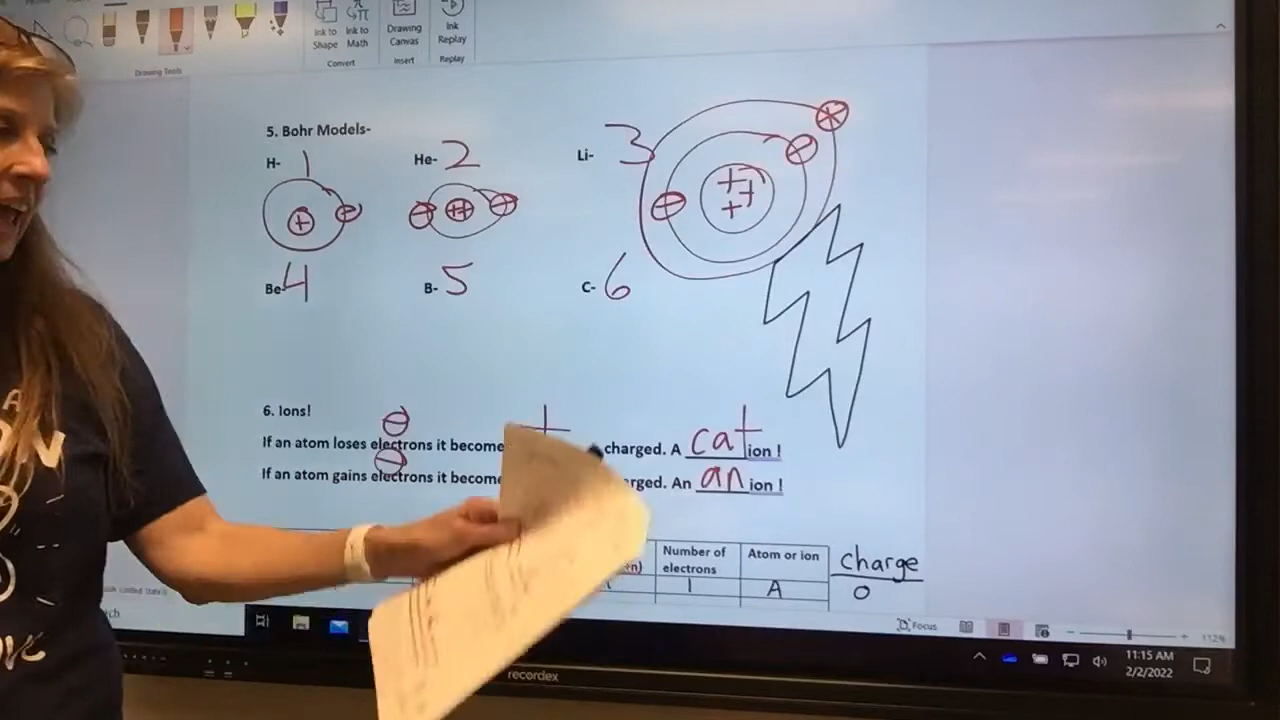 Ink to Shape
Ink to Math
Drawing Canvas
Ink Replay
Drawing Tools
Convert
Insert
Replay
5. Bohr Models-
H- 1
He- 2
Li- 3
+
++
+ + +
Be- 4
B- 5
C- 6
6. Ions!
If an atom loses electrons it become + charged. A cat ion !
If an atom gains electrons it become rged. An an ion !
Number of electrons
Atom or ion
charge
1
A
0
Focus
112%
11:15 AM
2/2/2022
recordex